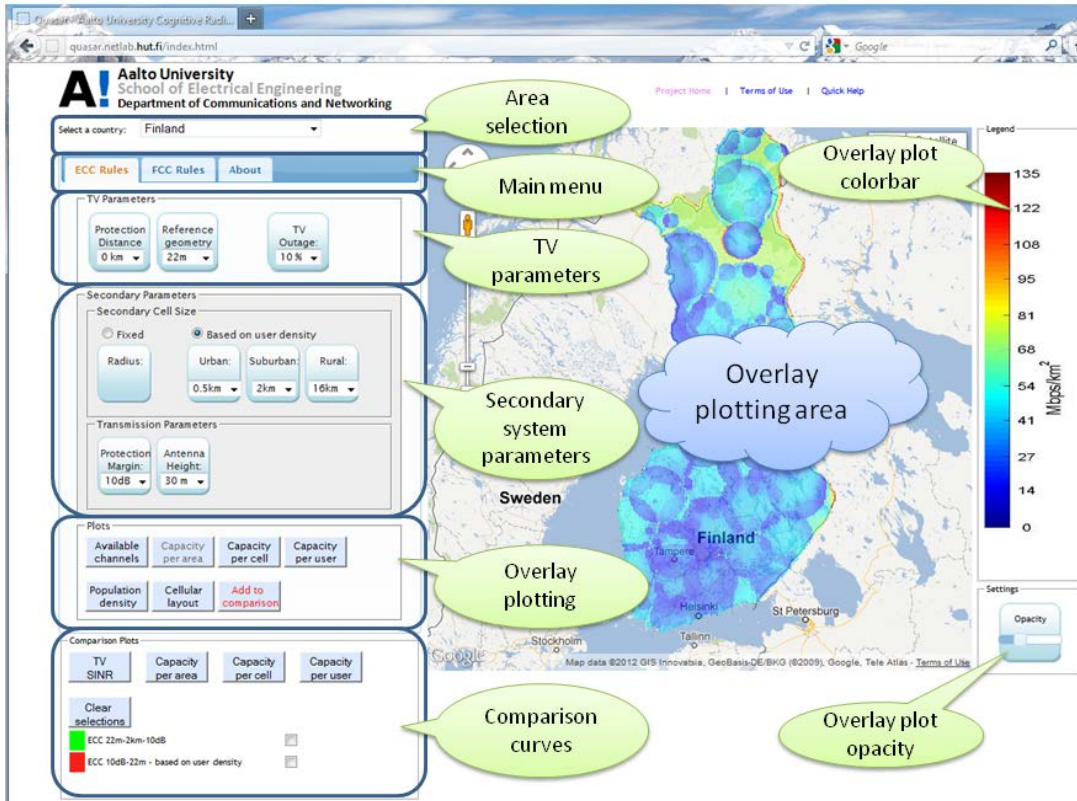 Quasar - Aalto University Cognitive Radi...
quasar.netlab.hut.fi/index.html
Google
Aalto University
School of Electrical Engineering
Department of Communications and Networking
A!
Project Home | Terms of Use | Quick Help
Select a country: Finland
Area selection
ECC Rules FCC Rules About
Main menu
TV Parameters
Protection Distance
0 km
Reference geometry
22m
TV Outage:
10 %
TV parameters
Secondary Parameters
Secondary Cell Size
Fixed
Based on user density
Radius:
Urban:
0.5km
Suburban:
2km
Rural:
16km
Transmission Parameters
Protection Margin:
10dB
Antenna Height:
30 m
Secondary system parameters
Plots
Available channels
Capacity per area
Capacity per cell
Capacity per user
Population density
Cellular layout
Add to comparison
Overlay plotting
Comparison Plots
TV SINR
Capacity per area
Capacity per cell
Capacity per user
Clear selections
ECC 22m-2km-10dB
ECC 10dB-22m - based on user density
Comparison curves
Overlay plotting area
Sweden
Finland
Tampere
Helsinki
St Petersburg
Stockholm
Tallinn
Google
Map data ©2012 GIS Innovatsia, GeoBasis-DE/BKG (©2009), Google, Tele Atlas - Terms of Use
Overlay plot colorbar
Legend
135
122
108
95
81
68
54
41
27
14
0
Mbps/km²
Settings
Opacity
Overlay plot opacity